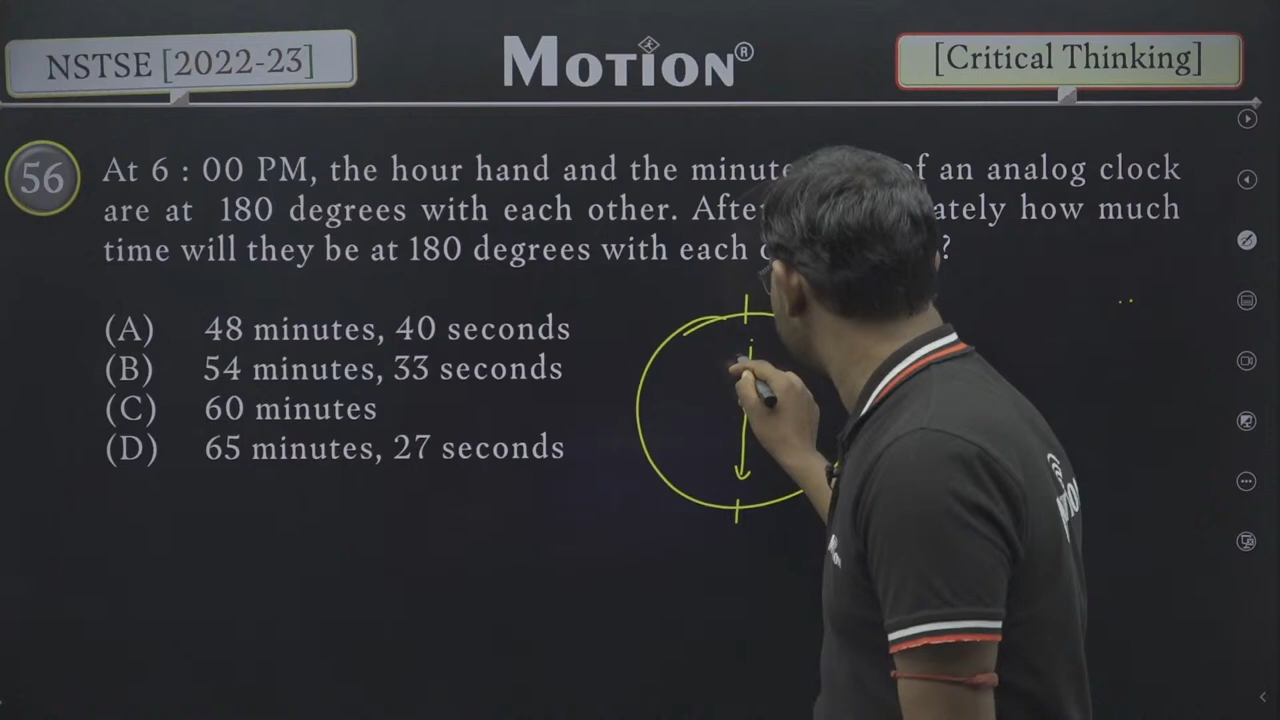 NSTSE [2022-23]
MOTION®
[Critical Thinking]
56
At 6 : 00 PM, the hour hand and the minute of an analog clock
are at 180 degrees with each other. After how much
time will they be at 180 degrees with each ?
(A) 48 minutes, 40 seconds
(B) 54 minutes, 33 seconds
(C) 60 minutes
(D) 65 minutes, 27 seconds